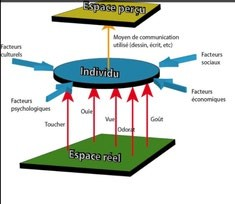 Espace perçu
Moyen de communication
utilisé (dessin, écrit, etc)
Facteurs
culturels
Facteurs
sociaux
Individu
Facteurs
psychologiques
Facteurs
économiques
Ouïe
Vue
Goût
Toucher
Odorat
Espace réel